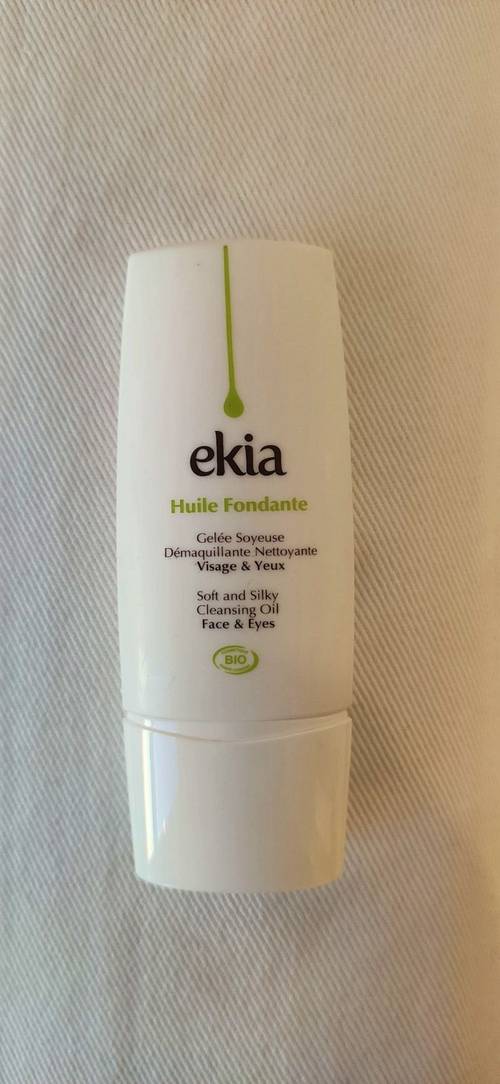 ekia
Huile Fondante
Gelée Soyeuse
Démaquillante Nettoyante
Visage & Yeux
Soft and Silky
Cleansing Oil
Face & Eyes
BIO